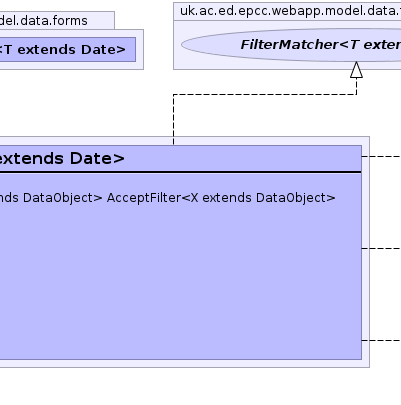 del.data.forms
<T extends Date>
uk.ac.ed.epcc.webapp.model.data.
FilterMatcher<T exte
extends Date>
nds DataObject> AcceptFilter<X extends DataObject>